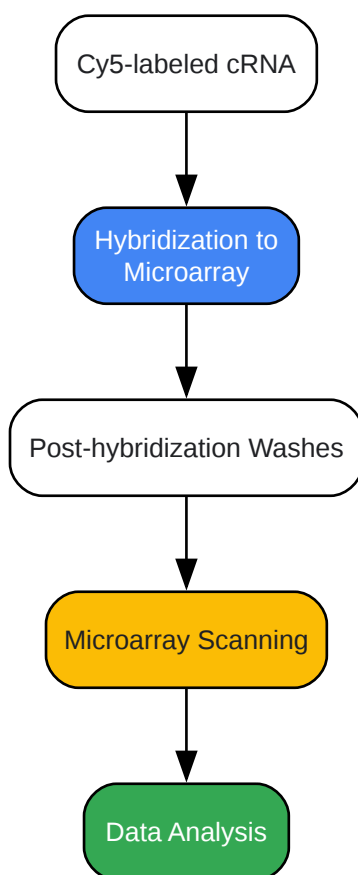 Cy5-labeled cRNA
Hybridization to
Microarray
Post-hybridization Washes
Microarray Scanning
Data Analysis